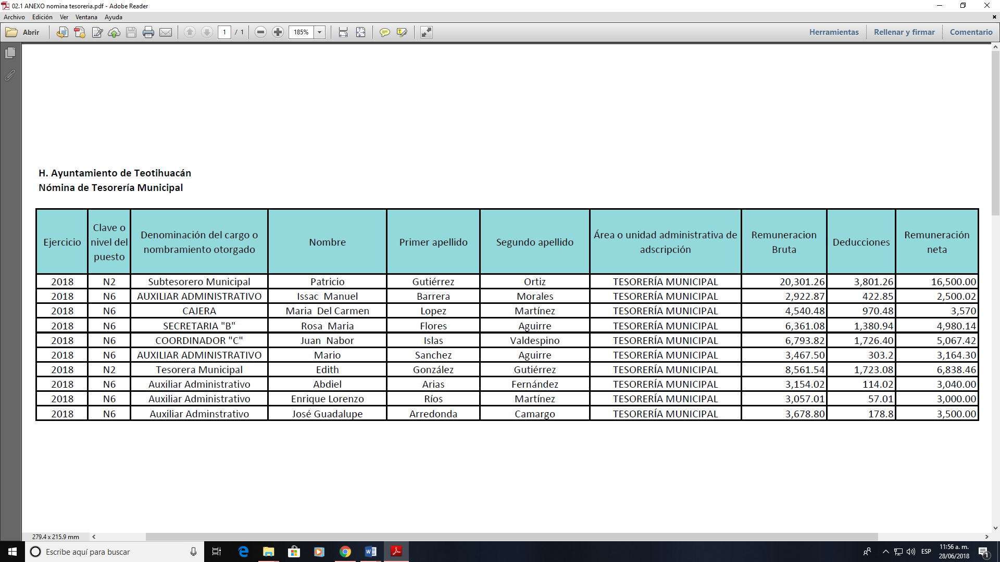 02.1 ANEXO nomina tesoreria.pdf - Adobe Reader
Archivo Edición Ver Ventana Ayuda
Abrir 1 / 1 185% Herramientas Rellenar y firmar Comentario
H. Ayuntamiento de Teotihuacán
Nómina de Tesorería Municipal
Ejercicio Clave o nivel del puesto Denominación del cargo o nombramiento otorgado Nombre Primer apellido Segundo apellido Área o unidad administrativa de adscripción Remuneracion Bruta Deducciones Remuneración neta
2018 N2 Subtesorero Municipal Patricio Gutiérrez Ortiz TESORERÍA MUNICIPAL 20,301.26 3,801.26 16,500.00
2018 N6 AUXILIAR ADMINISTRATIVO Issac Manuel Barrera Morales TESORERÍA MUNICIPAL 2,922.87 422.85 2,500.02
2018 N6 CAJERA Maria Del Carmen Lopez Martínez TESORERÍA MUNICIPAL 4,540.48 970.48 3,570
2018 N6 SECRETARIA "B" Rosa Maria Flores Aguirre TESORERÍA MUNICIPAL 6,361.08 1,380.94 4,980.14
2018 N6 COORDINADOR "C" Juan Nabor Islas Valdespino TESORERÍA MUNICIPAL 6,793.82 1,726.40 5,067.42
2018 N6 AUXILIAR ADMINISTRATIVO Mario Sanchez Aguirre TESORERÍA MUNICIPAL 3,467.50 303.2 3,164.30
2018 N2 Tesorera Municipal Edith González Gutiérrez TESORERÍA MUNICIPAL 8,561.54 1,723.08 6,838.46
2018 N6 Auxiliar Administrativo Abdiel Arias Fernández TESORERÍA MUNICIPAL 3,154.02 114.02 3,040.00
2018 N6 Auxiliar Administrativo Enrique Lorenzo Ríos Martínez TESORERÍA MUNICIPAL 3,057.01 57.01 3,000.00
2018 N6 Auxiliar Adminstrativo José Guadalupe Arredonda Camargo TESORERÍA MUNICIPAL 3,678.80 178.8 3,500.00
279.4 x 215.9 mm
Escribe aquí para buscar
ESP
11:56 a. m.
28/06/2018
1